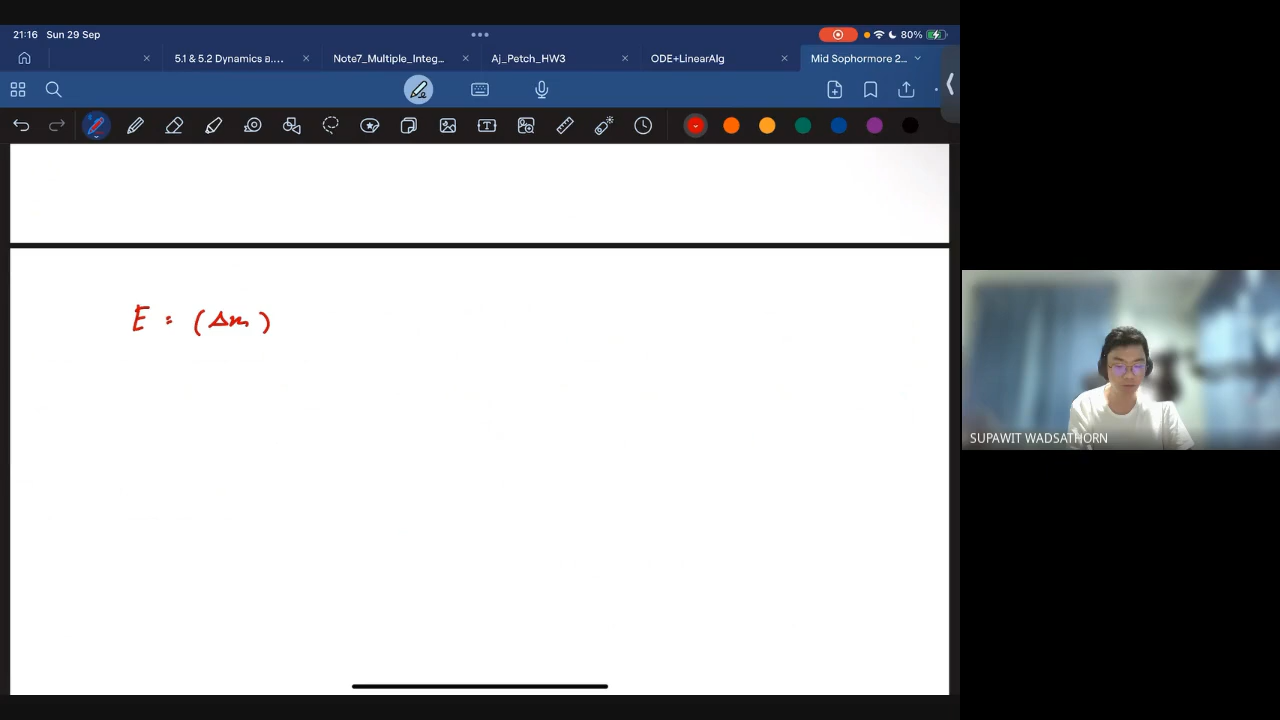 21:16 Sun 29 Sep
80%
5.1 & 5.2 Dynamics a....
Note7_Multiple_Integ...
Aj_Petch_HW3
ODE+LinearAlg
Mid Sophormore 2...
E = (Δm)
SUPAWIT WADSATHORN